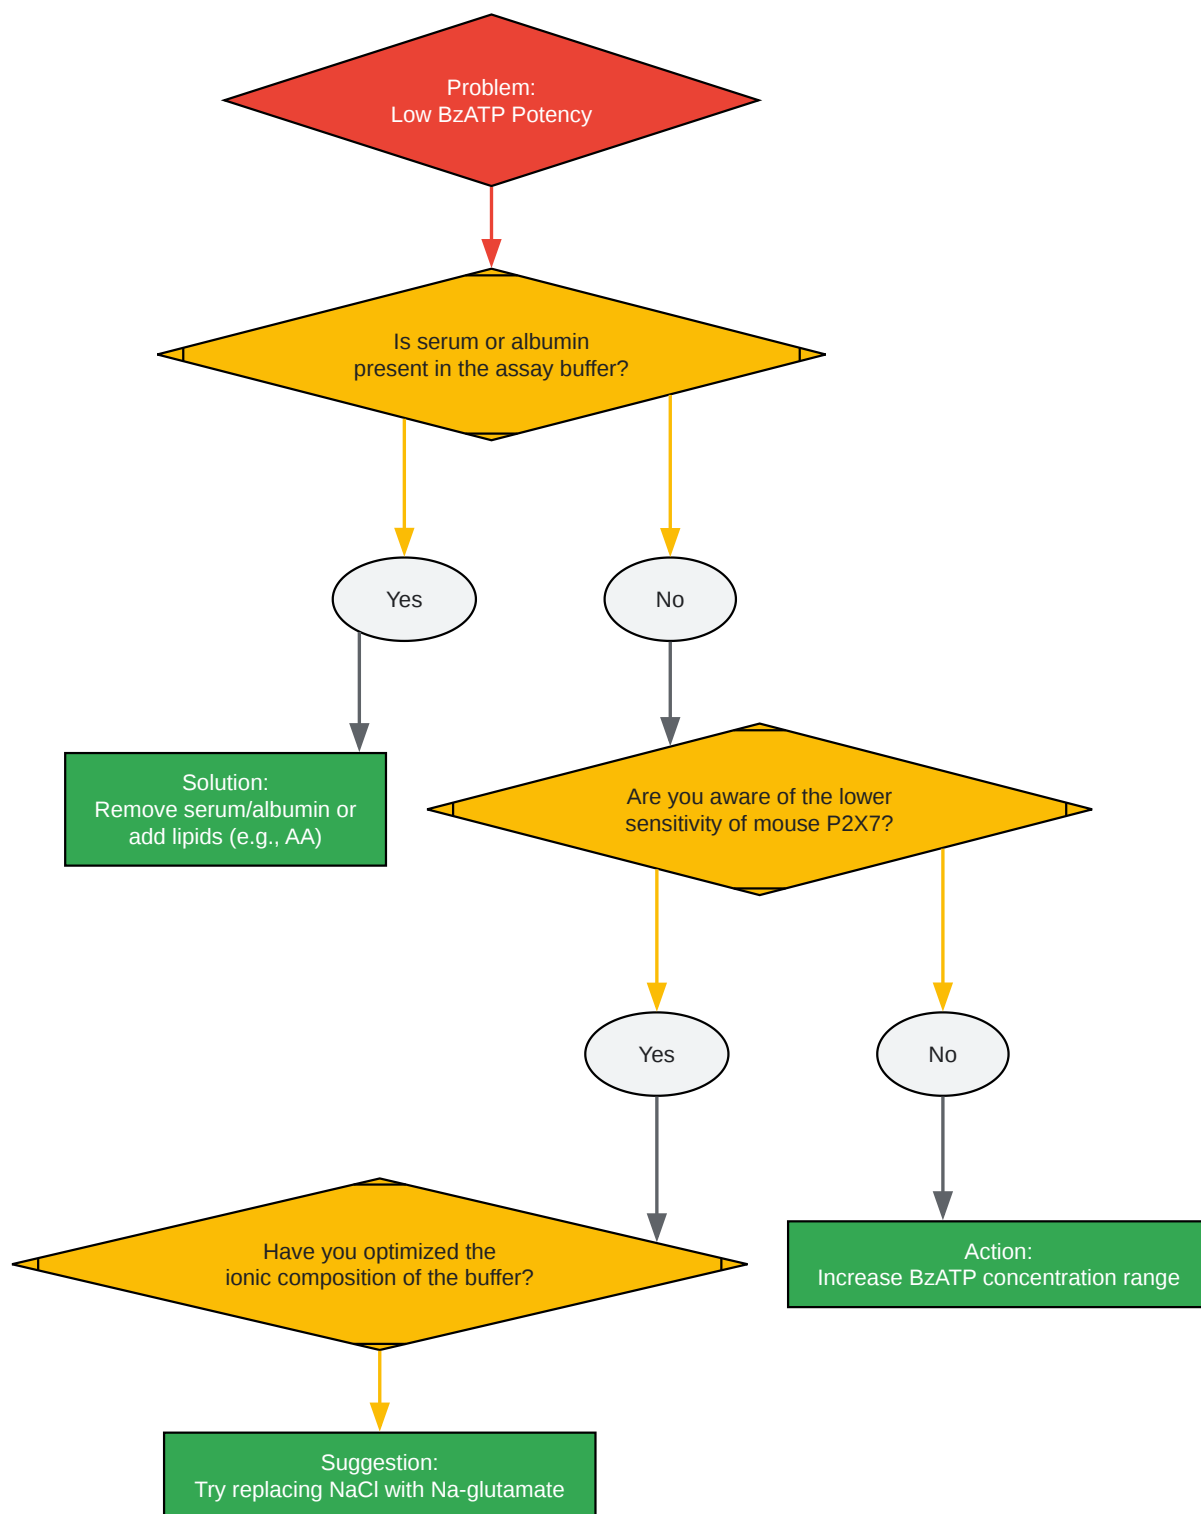 Problem:
Low BzATP Potency
Is serum or albumin
present in the assay buffer?
Yes
No
Solution:
Remove serum/albumin or
add lipids (e.g., AA)
Are you aware of the lower
sensitivity of mouse P2X7?
Yes
No
Have you optimized the
ionic composition of the buffer?
Action:
Increase BzATP concentration range
Suggestion:
Try replacing NaCl with Na-glutamate